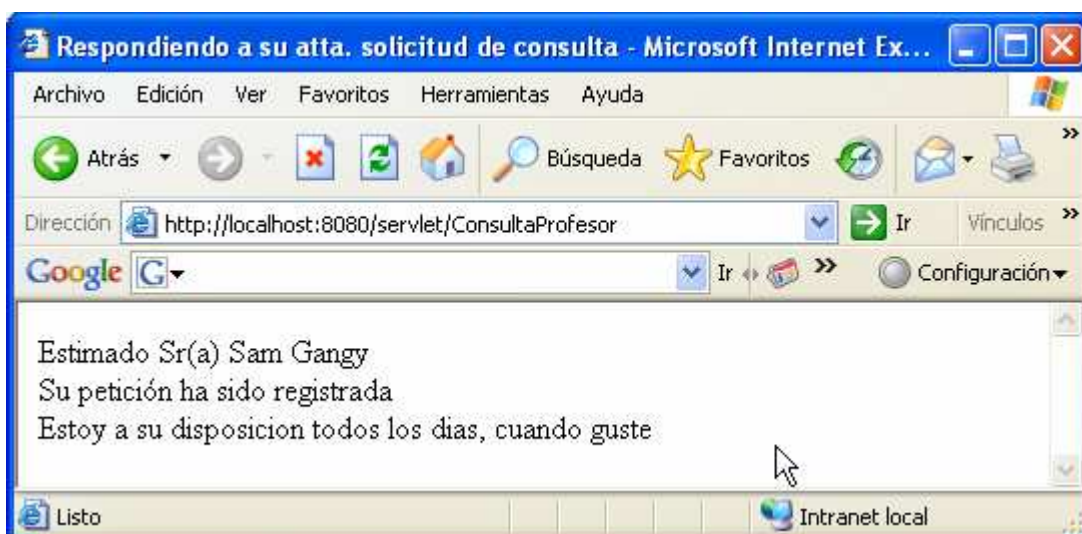 Respondiendo a su atta. solicitud de consulta - Microsoft Internet Ex...
Archivo Edición Ver Favoritos Herramientas Ayuda
Atrás Búsqueda Favoritos »
Dirección http://localhost:8080/servlet/ConsultaProfesor Ir Vínculos »
Google G Ir » Configuración
Estimado Sr(a) Sam Gangy
Su petición ha sido registrada
Estoy a su disposicion todos los dias, cuando guste
Listo Intranet local